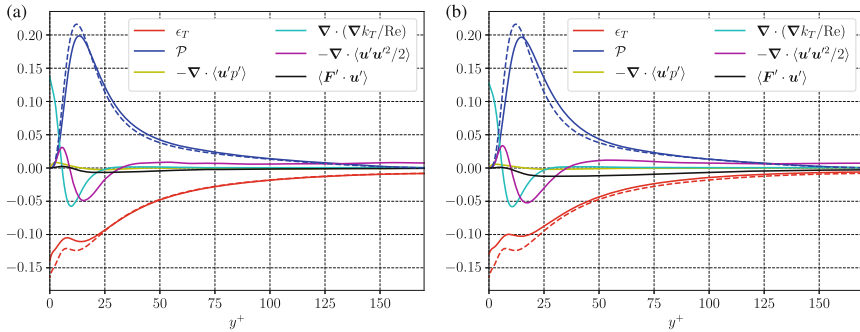 (a)
ϵ_T
𝒫
−∇ · ⟨u′p′⟩
∇ · (∇k_T/Re)
−∇ · ⟨u′u′²/2⟩
⟨F′ · u′⟩
0.20
0.15
0.10
0.05
0.00
−0.05
−0.10
−0.15
0 25 50 75 100 125 150
y⁺
(b)
ϵ_T
𝒫
−∇ · ⟨u′p′⟩
∇ · (∇k_T/Re)
−∇ · ⟨u′u′²/2⟩
⟨F′ · u′⟩
0.20
0.15
0.10
0.05
0.00
−0.05
−0.10
−0.15
0 25 50 75 100 125 150
y⁺